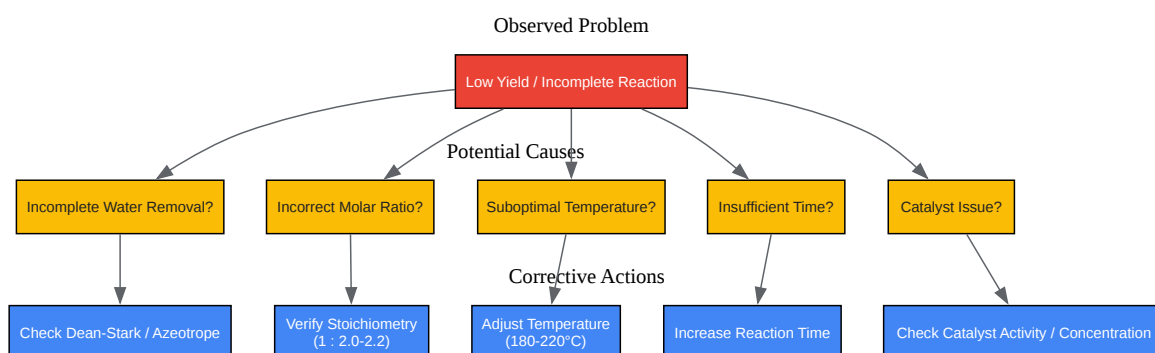 Observed Problem
Low Yield / Incomplete Reaction
Potential Causes
Incomplete Water Removal?
Incorrect Molar Ratio?
Suboptimal Temperature?
Insufficient Time?
Catalyst Issue?
Corrective Actions
Check Dean-Stark / Azeotrope
Verify Stoichiometry
(1 : 2.0-2.2)
Adjust Temperature
(180-220°C)
Increase Reaction Time
Check Catalyst Activity / Concentration